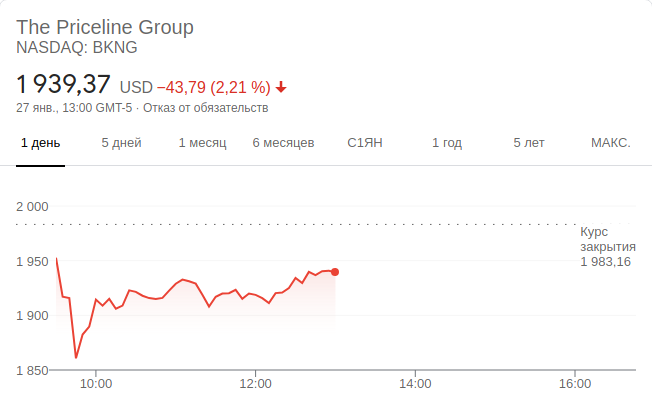 The Priceline Group
NASDAQ: BKNG
1 939,37 USD −43,79 (2,21 %)
27 янв., 13:00 GMT-5 · Отказ от обязательств
1 день 5 дней 1 месяц 6 месяцев С1ЯН 1 год 5 лет МАКС.
2 000
Курс
закрытия
1 983,16
1 950
1 900
1 850
10:00 12:00 14:00 16:00